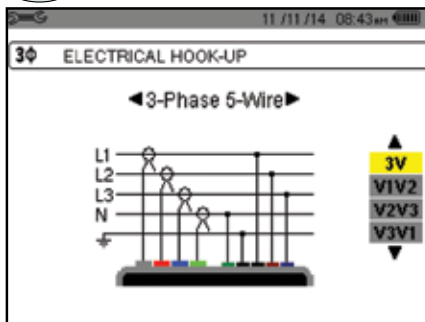 11/11/14 08:43am
3Φ ELECTRICAL HOOK-UP
◄3-Phase 5-Wire►
L1
L2
L3
N
3V
V1V2
V2V3
V3V1